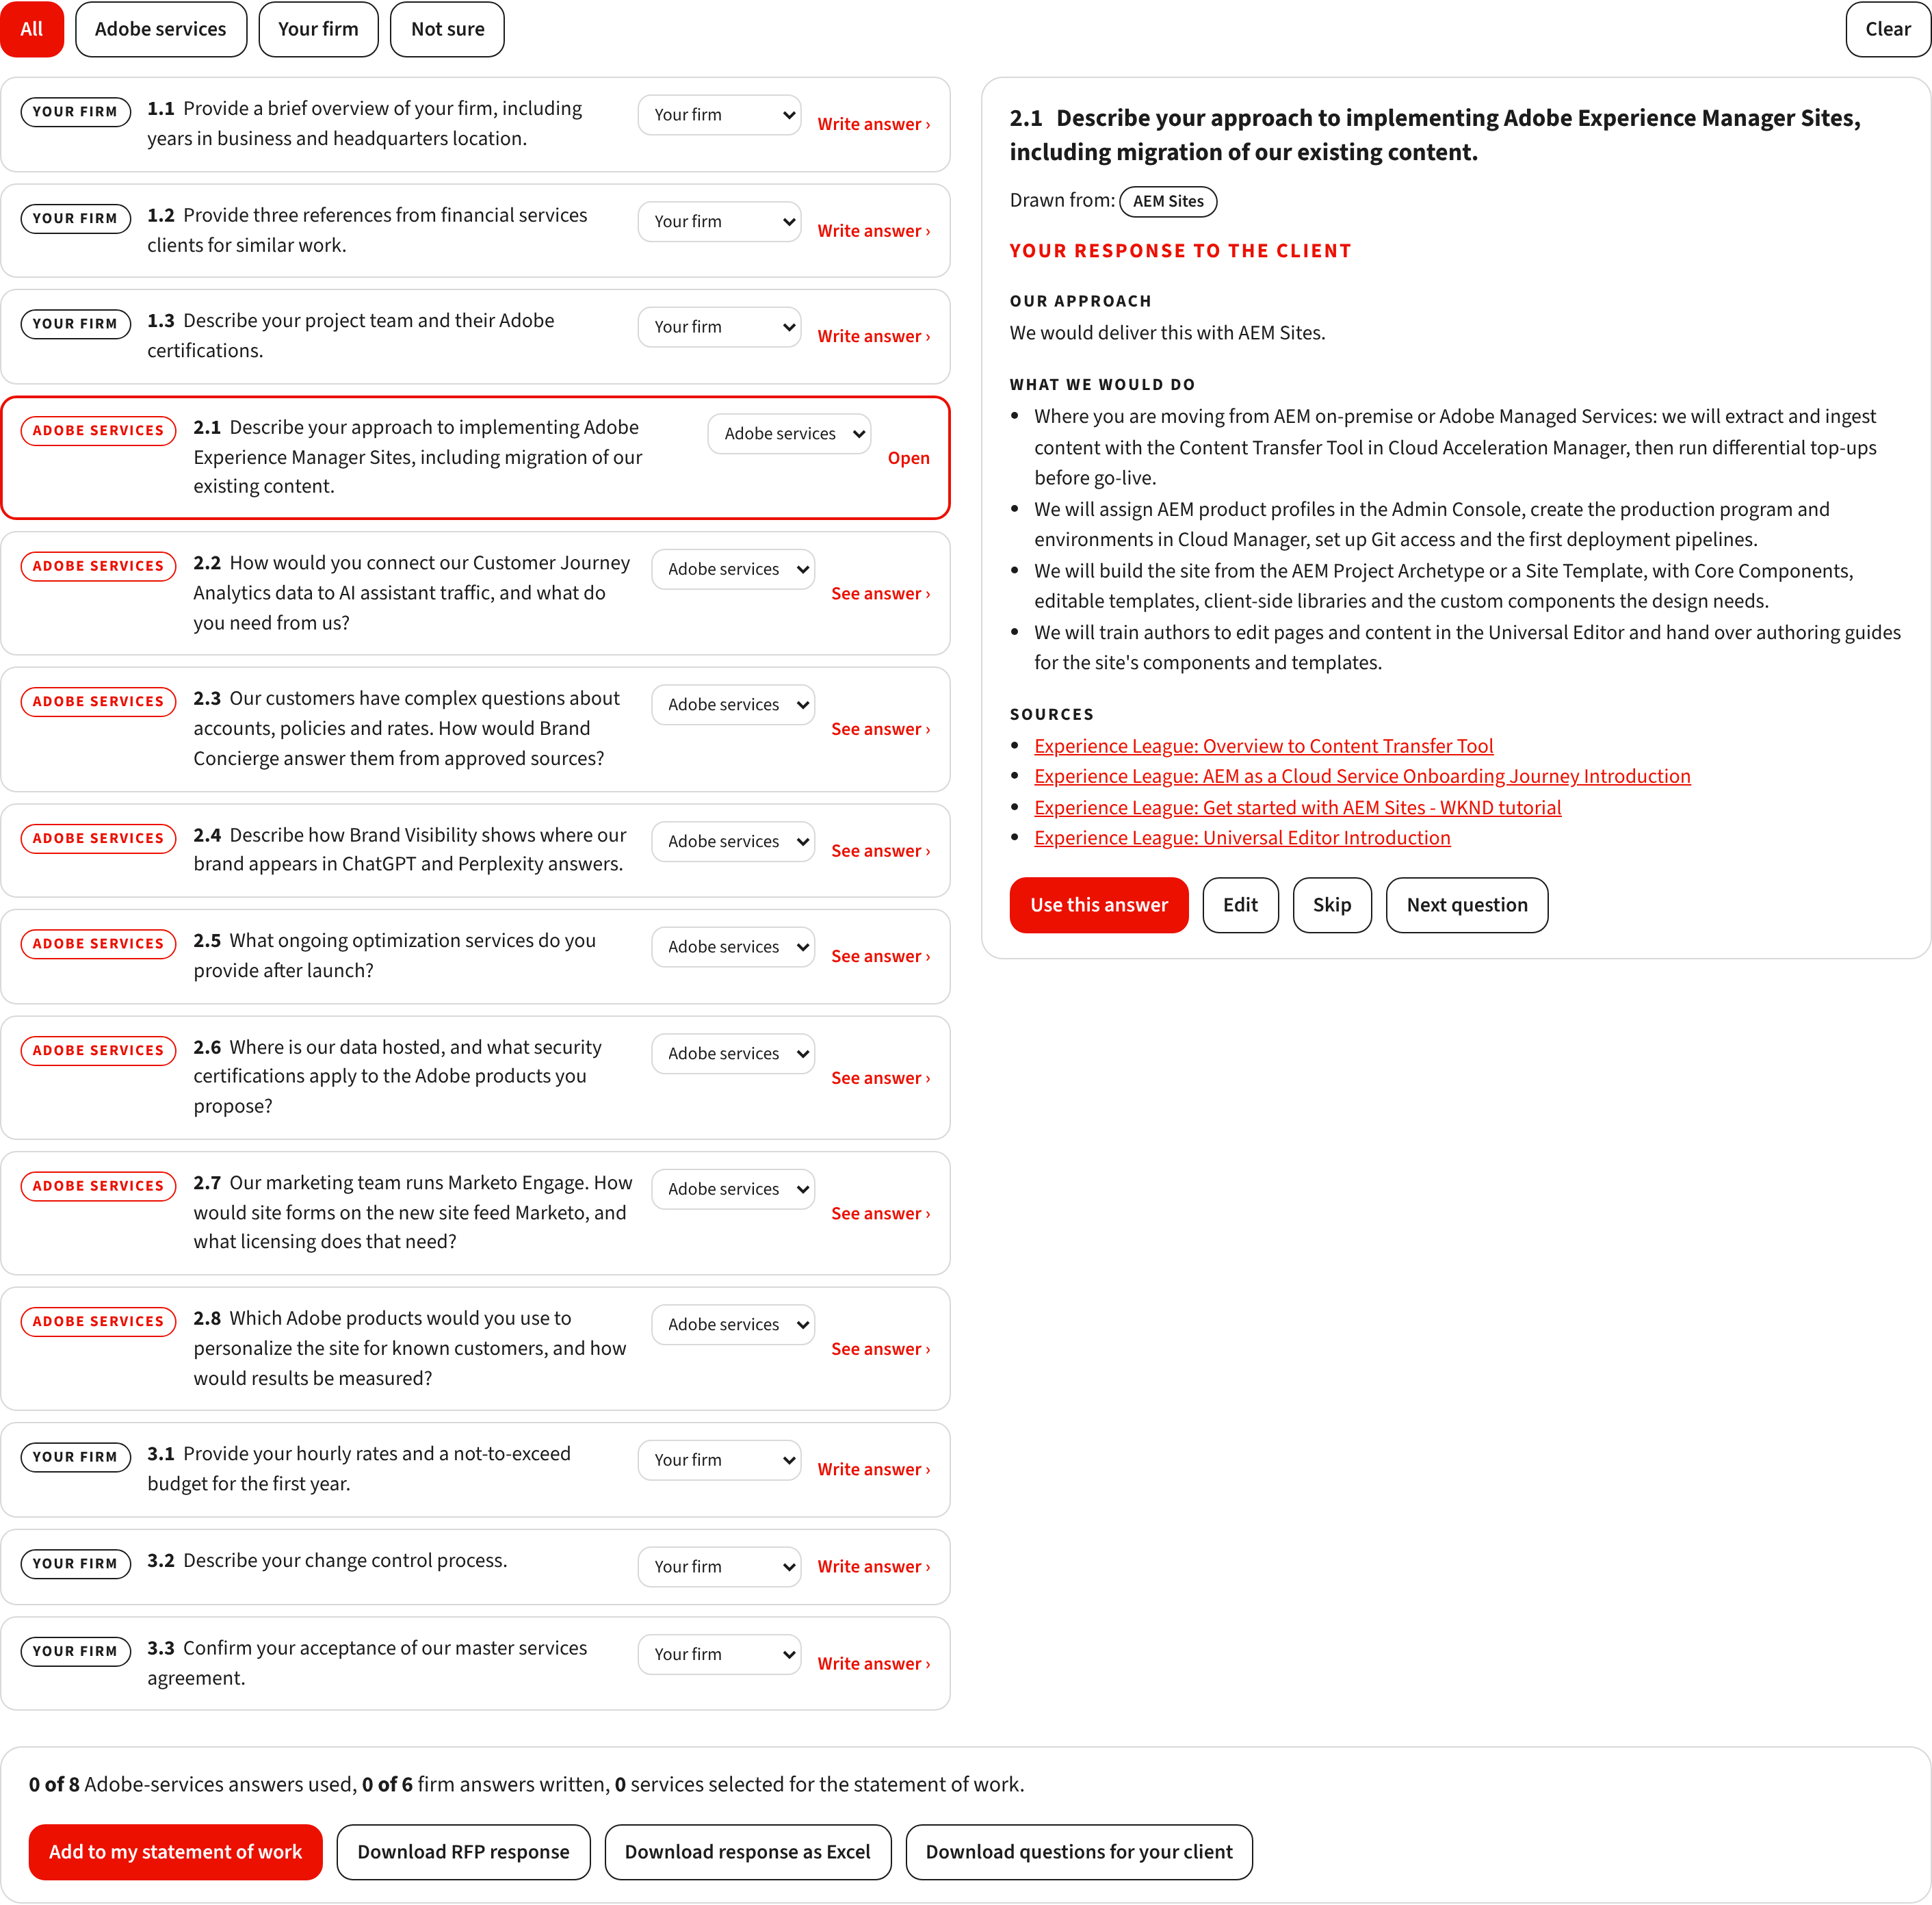 All
Adobe services
Your firm
Not sure
Clear
YOUR FIRM
1.1 Provide a brief overview of your firm, including
years in business and headquarters location.
Your firm
Write answer ›
YOUR FIRM
1.2 Provide three references from financial services
clients for similar work.
Your firm
Write answer ›
YOUR FIRM
1.3 Describe your project team and their Adobe
certifications.
Your firm
Write answer ›
ADOBE SERVICES
2.1 Describe your approach to implementing Adobe
Experience Manager Sites, including migration of our
existing content.
Adobe services
Open
ADOBE SERVICES
2.2 How would you connect our Customer Journey
Analytics data to AI assistant traffic, and what do
you need from us?
Adobe services
See answer ›
ADOBE SERVICES
2.3 Our customers have complex questions about
accounts, policies and rates. How would Brand
Concierge answer them from approved sources?
Adobe services
See answer ›
ADOBE SERVICES
2.4 Describe how Brand Visibility shows where our
brand appears in ChatGPT and Perplexity answers.
Adobe services
See answer ›
ADOBE SERVICES
2.5 What ongoing optimization services do you
provide after launch?
Adobe services
See answer ›
ADOBE SERVICES
2.6 Where is our data hosted, and what security
certifications apply to the Adobe products you
propose?
Adobe services
See answer ›
ADOBE SERVICES
2.7 Our marketing team runs Marketo Engage. How
would site forms on the new site feed Marketo, and
what licensing does that need?
Adobe services
See answer ›
ADOBE SERVICES
2.8 Which Adobe products would you use to
personalize the site for known customers, and how
would results be measured?
Adobe services
See answer ›
YOUR FIRM
3.1 Provide your hourly rates and a not-to-exceed
budget for the first year.
Your firm
Write answer ›
YOUR FIRM
3.2 Describe your change control process.
Your firm
Write answer ›
YOUR FIRM
3.3 Confirm your acceptance of our master services
agreement.
Your firm
Write answer ›
2.1 Describe your approach to implementing Adobe Experience Manager Sites,
including migration of our existing content.
Drawn from: AEM Sites
YOUR RESPONSE TO THE CLIENT
OUR APPROACH
We would deliver this with AEM Sites.
WHAT WE WOULD DO
• Where you are moving from AEM on-premise or Adobe Managed Services: we will extract and ingest
content with the Content Transfer Tool in Cloud Acceleration Manager, then run differential top-ups
before go-live.
• We will assign AEM product profiles in the Admin Console, create the production program and
environments in Cloud Manager, set up Git access and the first deployment pipelines.
• We will build the site from the AEM Project Archetype or a Site Template, with Core Components,
editable templates, client-side libraries and the custom components the design needs.
• We will train authors to edit pages and content in the Universal Editor and hand over authoring guides
for the site's components and templates.
SOURCES
• Experience League: Overview to Content Transfer Tool
• Experience League: AEM as a Cloud Service Onboarding Journey Introduction
• Experience League: Get started with AEM Sites - WKND tutorial
• Experience League: Universal Editor Introduction
Use this answer
Edit
Skip
Next question
0 of 8 Adobe-services answers used, 0 of 6 firm answers written, 0 services selected for the statement of work.
Add to my statement of work
Download RFP response
Download response as Excel
Download questions for your client